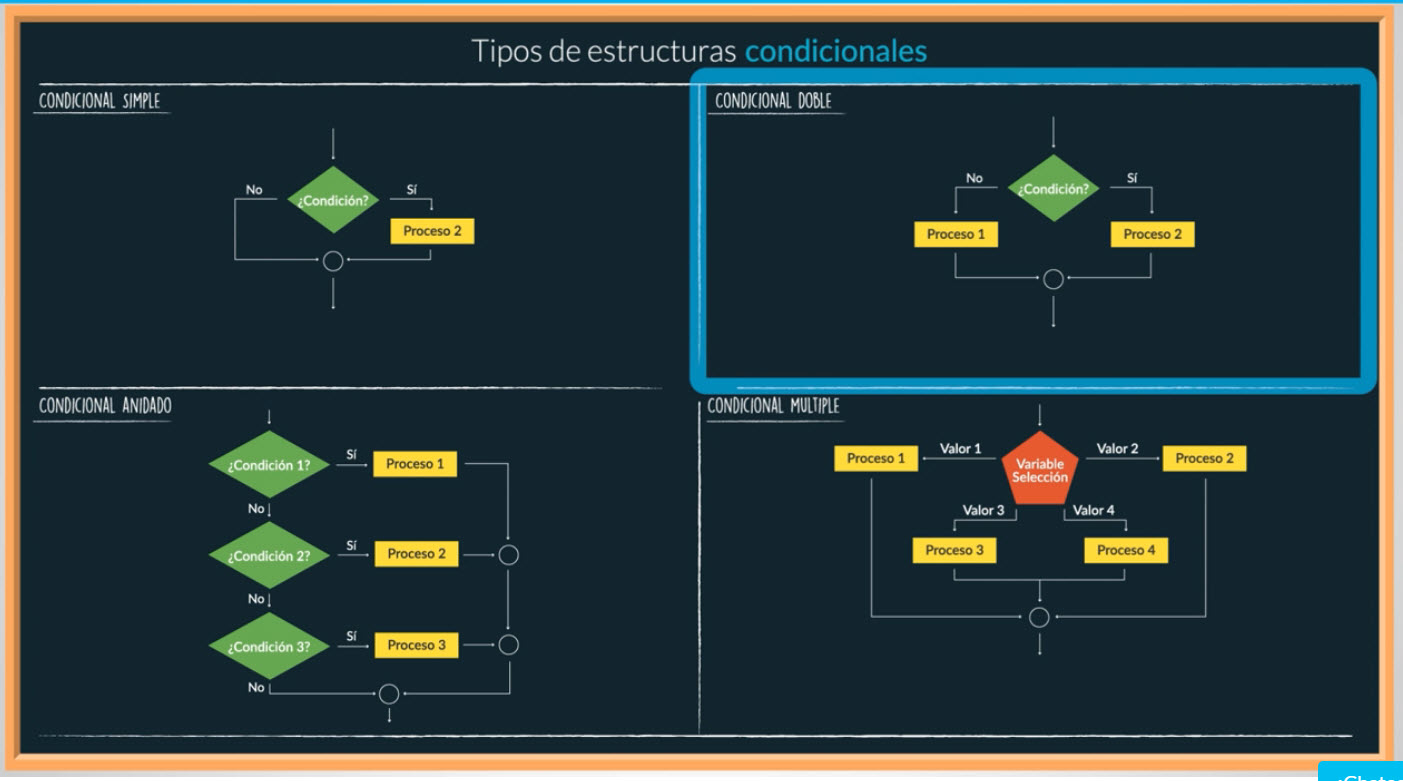 Tipos de estructuras condicionales
CONDICIONAL SIMPLE
No
¿Condición?
Sí
Proceso 2
CONDICIONAL DOBLE
No
¿Condición?
Sí
Proceso 1
Proceso 2
CONDICIONAL ANIDADO
¿Condición 1?
Sí
Proceso 1
No
¿Condición 2?
Sí
Proceso 2
No
¿Condición 3?
Sí
Proceso 3
No
CONDICIONAL MULTIPLE
Proceso 1
Valor 1
Variable
Selección
Valor 2
Proceso 2
Valor 3
Valor 4
Proceso 3
Proceso 4